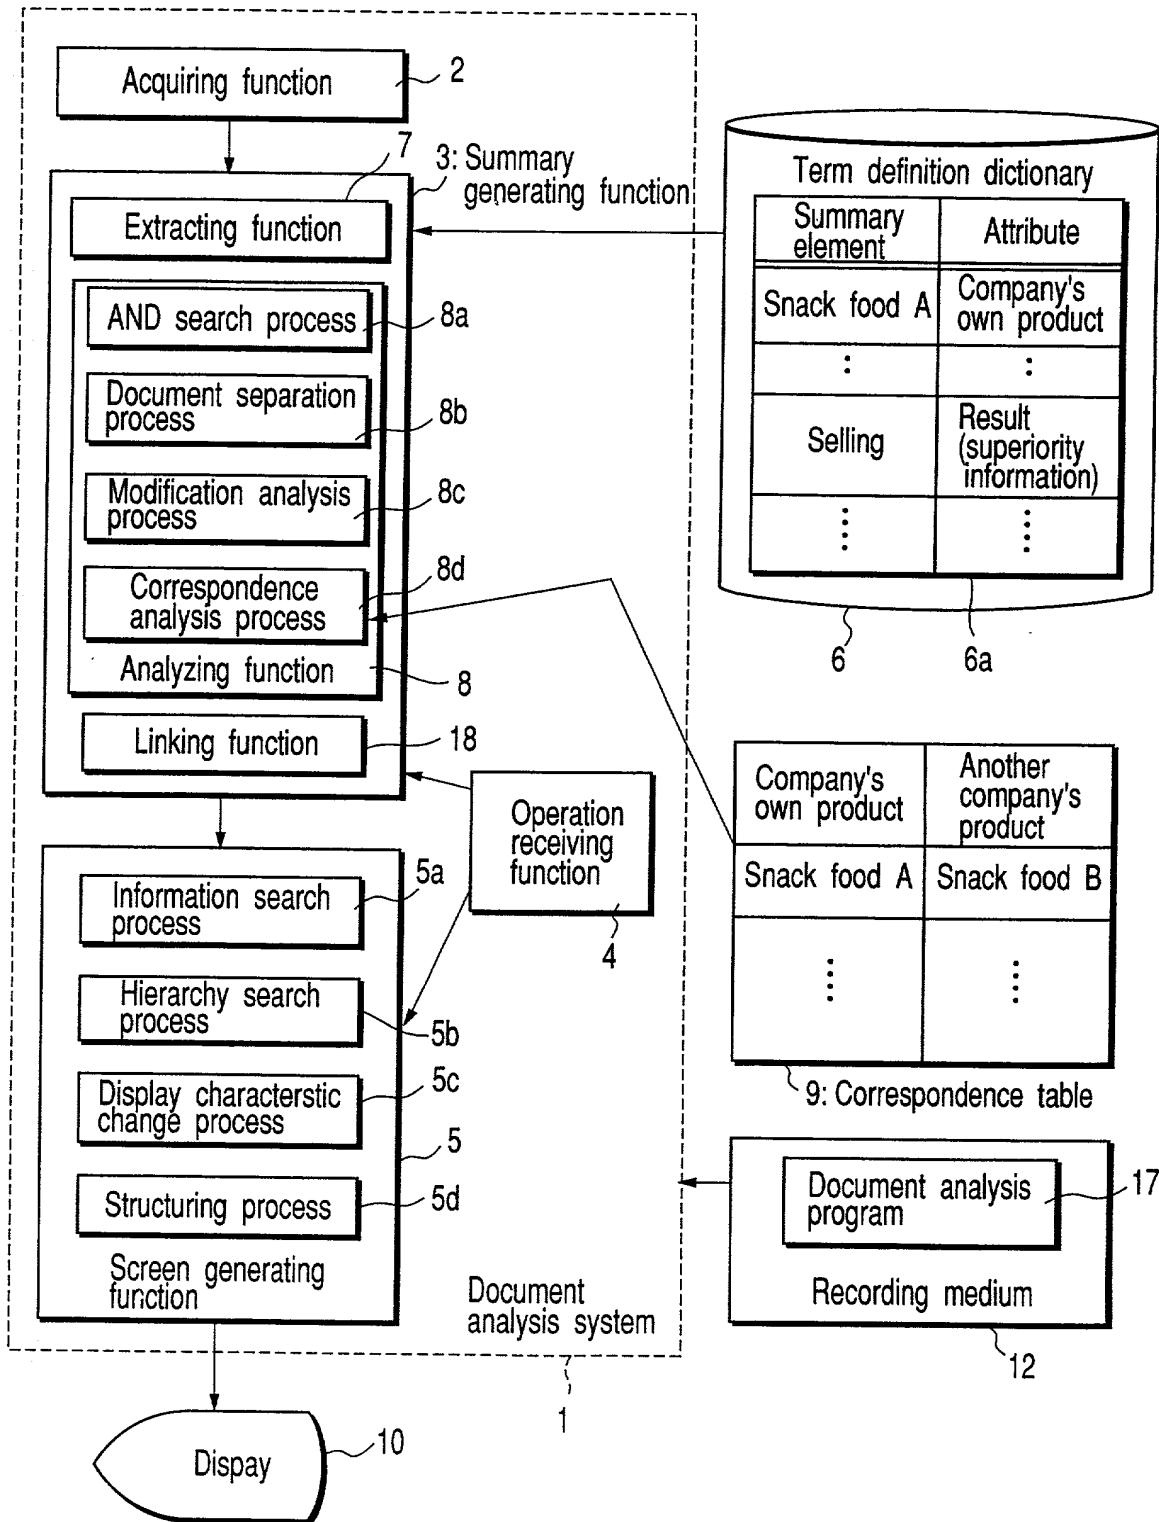 Acquiring function
2
7
3: Summary
generating function
Extracting function
AND search process
8a
Document separation
process
8b
Modification analysis
process
8c
8d
Correspondence
analysis process
Analyzing function
8
Linking function
18
Operation
receiving
function
4
Information search
process
5a
Hierarchy search
process
5b
Display characterstic
change process
5c
5
Structuring process
5d
Screen generating
function
Document
analysis system
1
Dispay
10
Term definition dictionary
Summary
element
Attribute
Snack food A
Company's
own product
Selling
Result
(superiority
information)
6
6a
Company's
own product
Another
company's
product
Snack food A
Snack food B
9: Correspondence table
Document analysis
program
17
Recording medium
12